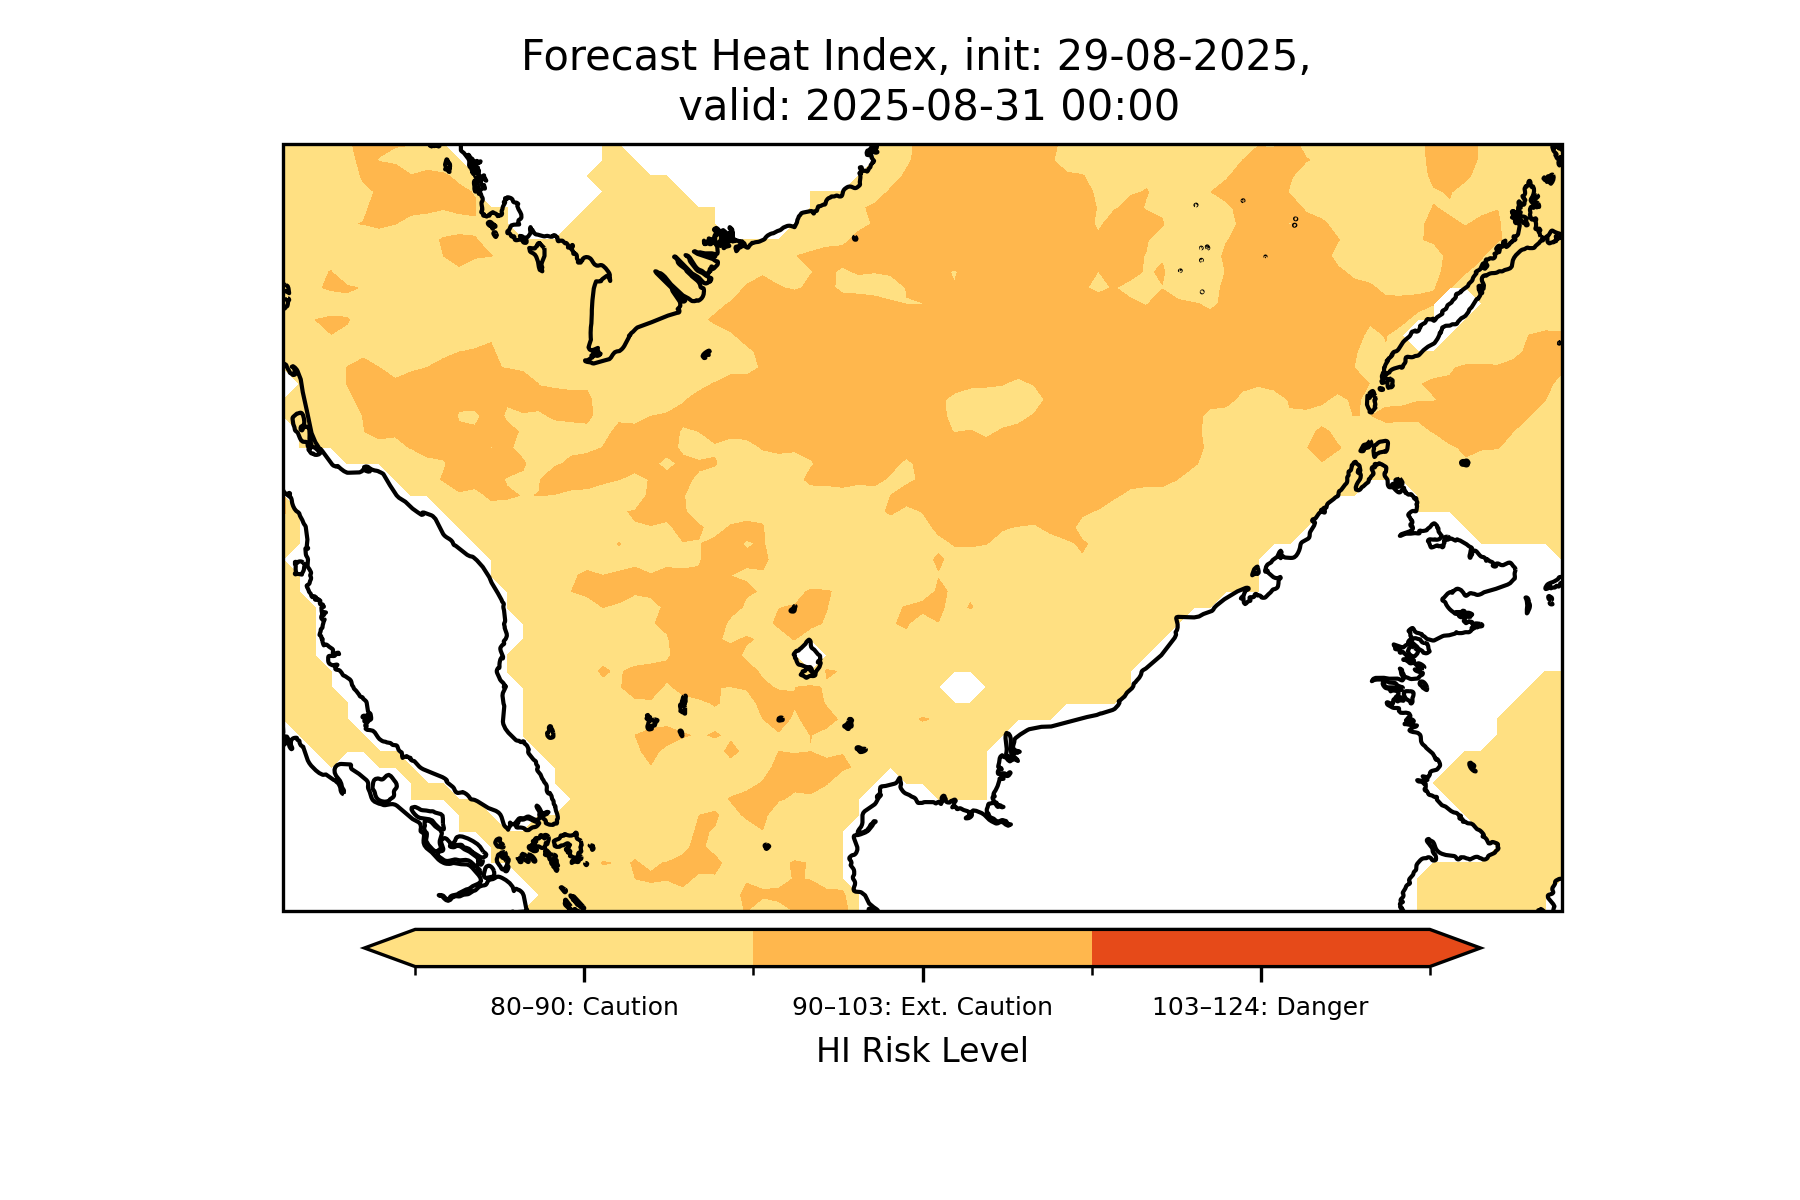 Forecast Heat Index, init: 29-08-2025,
valid: 2025-08-31 00:00
80–90: Caution
90–103: Ext. Caution
103–124: Danger
HI Risk Level